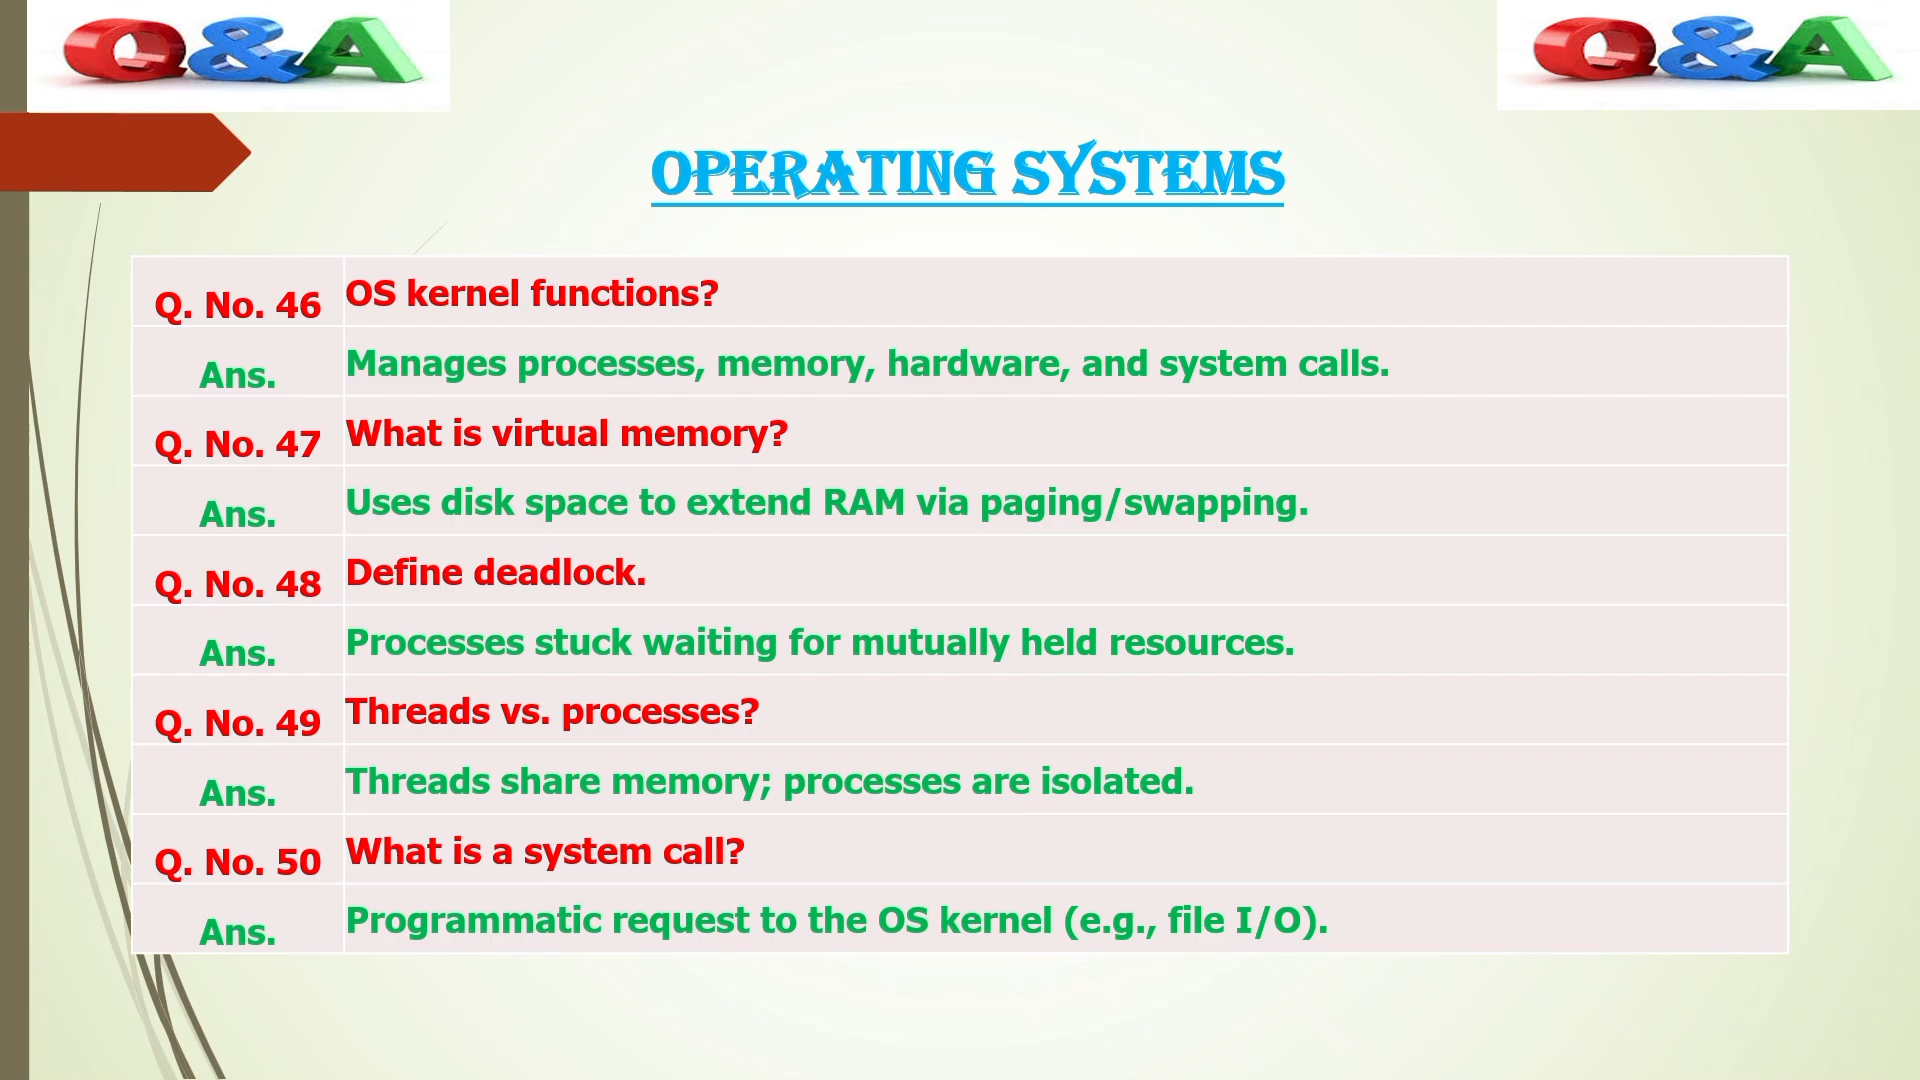 Q&A
Q&A
OPERATING SYSTEMS
Q. No. 46 OS kernel functions?
Ans. Manages processes, memory, hardware, and system calls.
Q. No. 47 What is virtual memory?
Ans. Uses disk space to extend RAM via paging/swapping.
Q. No. 48 Define deadlock.
Ans. Processes stuck waiting for mutually held resources.
Q. No. 49 Threads vs. processes?
Ans. Threads share memory; processes are isolated.
Q. No. 50 What is a system call?
Ans. Programmatic request to the OS kernel (e.g., file I/O).